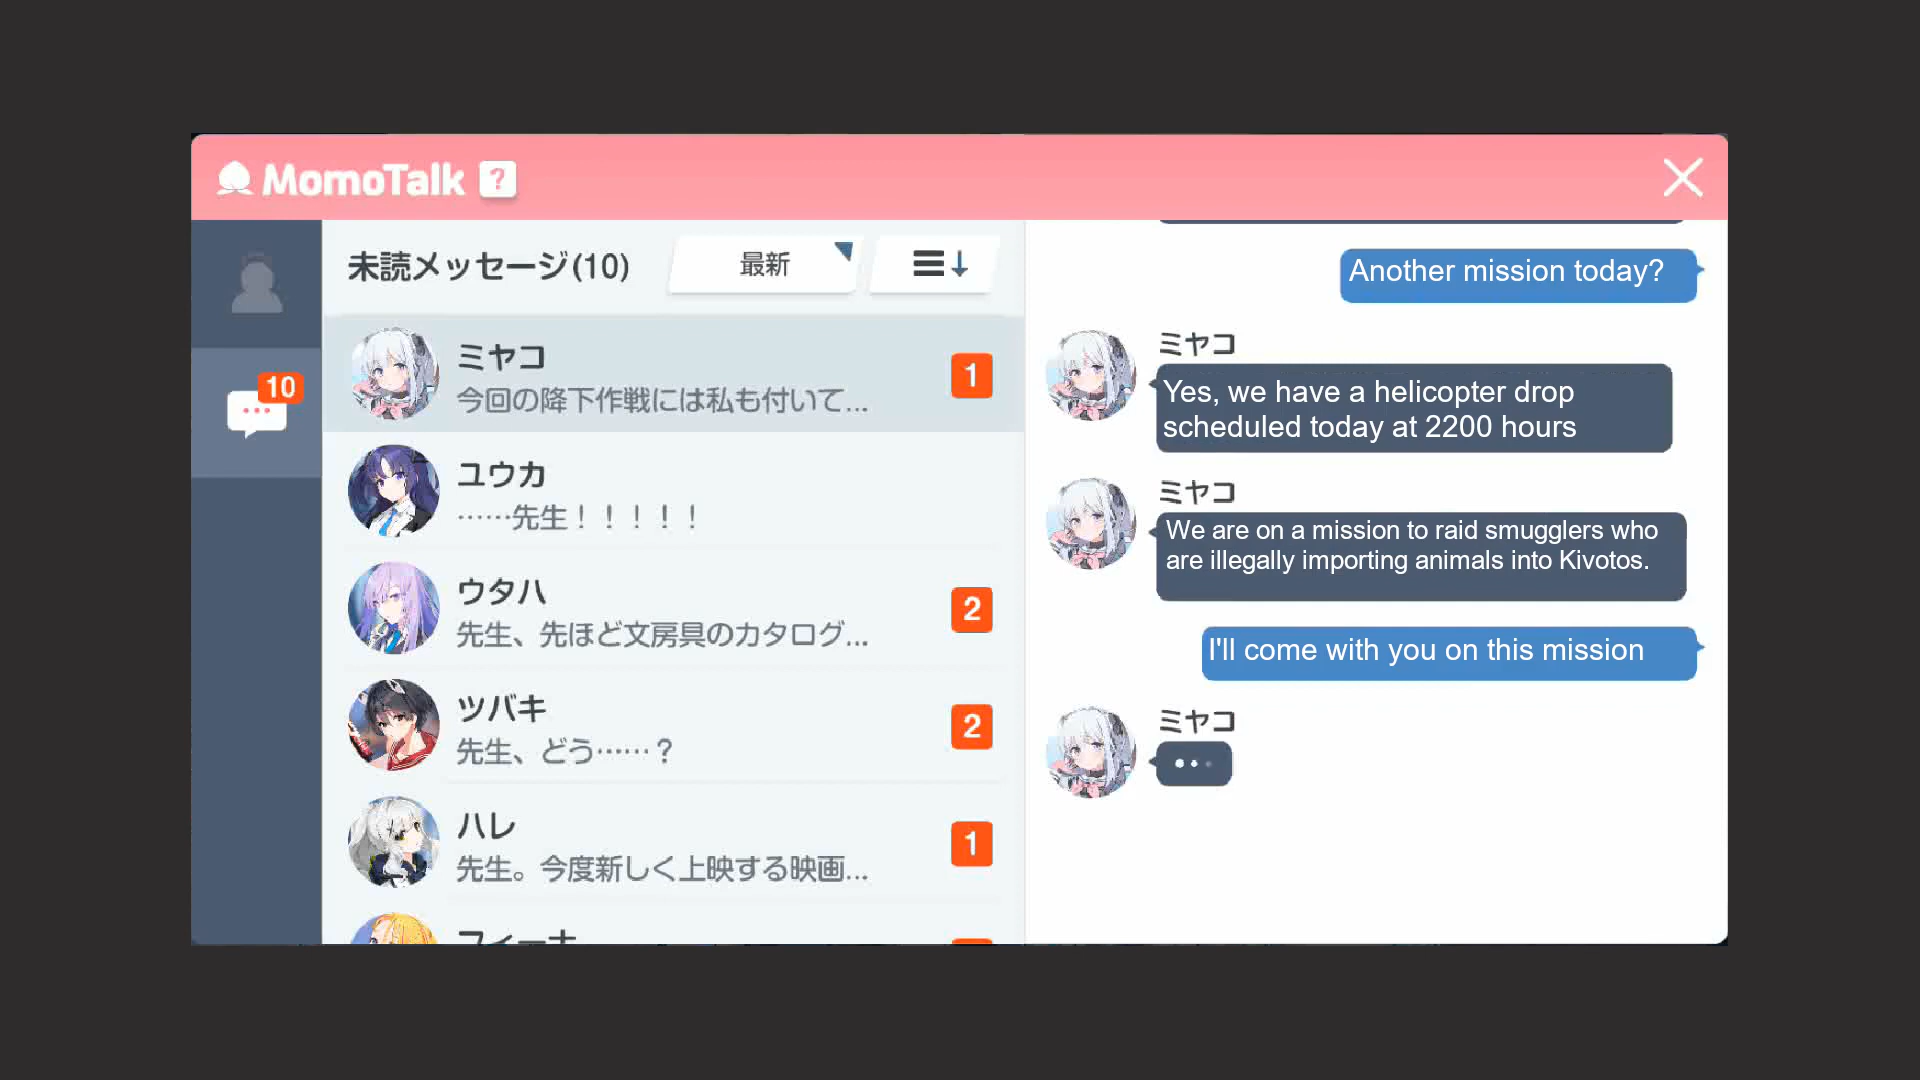 MomoTalk ?
未読メッセージ(10)
最新
10
ミヤコ
今回の降下作戦には私も付いて...
1
ユウカ
……先生！！！！！
ウタハ
先生、先ほど文房具のカタログ...
2
ツバキ
先生、どう……？
2
ハレ
先生。今度新しく上映する映画...
1
フィーナ
Another mission today?
ミヤコ
Yes, we have a helicopter drop
scheduled today at 2200 hours
ミヤコ
We are on a mission to raid smugglers who
are illegally importing animals into Kivotos.
I'll come with you on this mission
ミヤコ